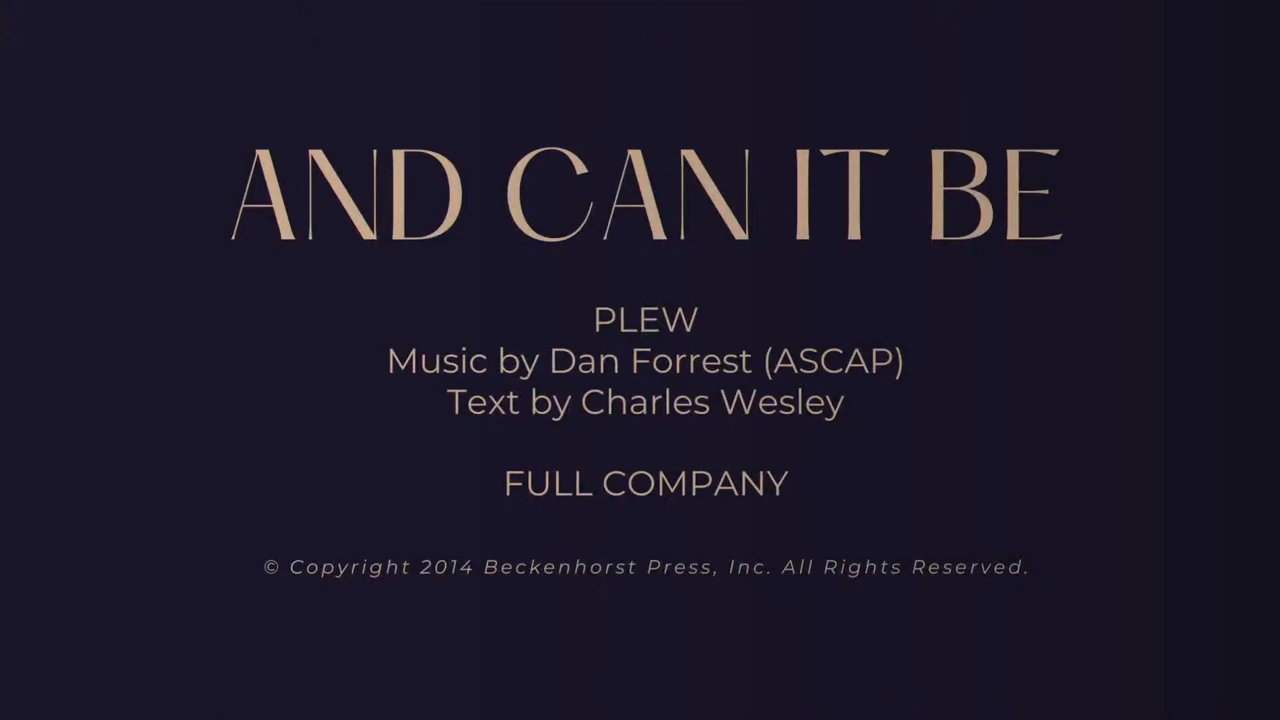 AND CAN IT BE
PLEW
Music by Dan Forrest (ASCAP)
Text by Charles Wesley
FULL COMPANY
© Copyright 2014 Beckenhorst Press, Inc. All Rights Reserved.